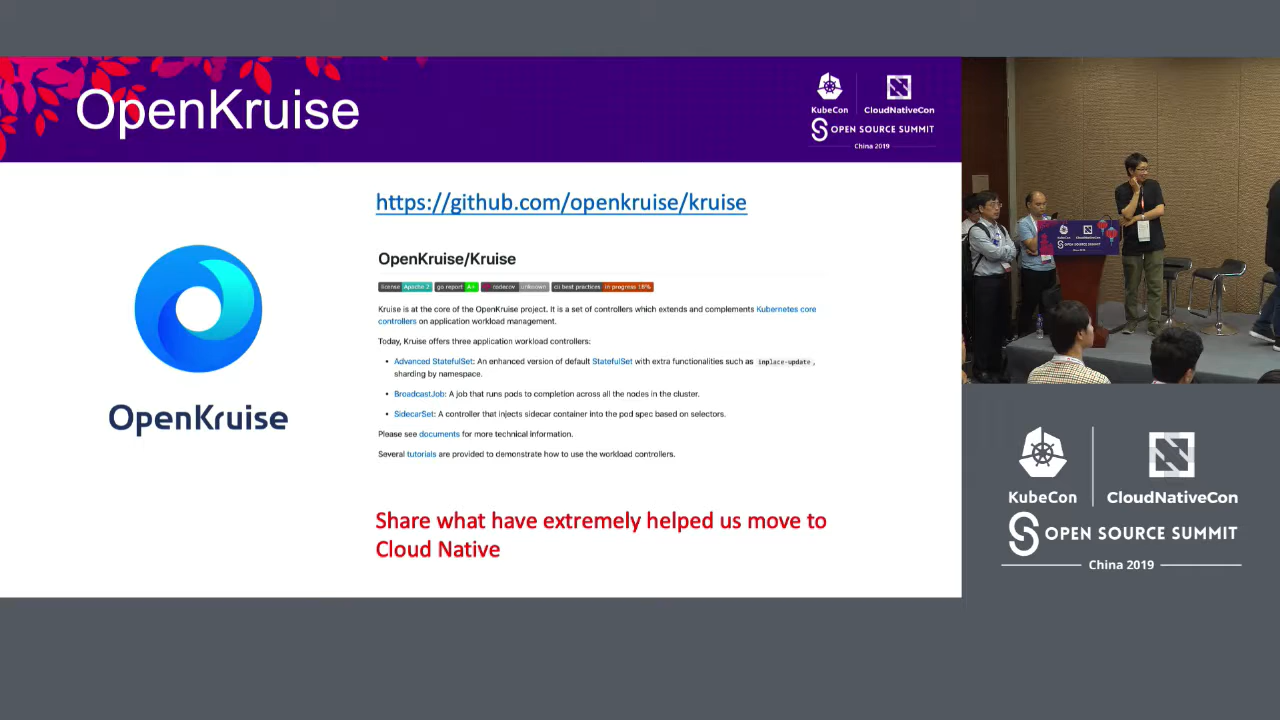 OpenKruise
KubeCon
CloudNativeCon
OPEN SOURCE SUMMIT
China 2019
https://github.com/openkruise/kruise
OpenKruise/Kruise
license Apache 2 go report A+ codecov unknown cii best practices in progress 18%
Kruise is at the core of the OpenKruise project. It is a set of controllers which extends and complements Kubernetes core
controllers on application workload management.
Today, Kruise offers three application workload controllers:
• Advanced StatefulSet: An enhanced version of default StatefulSet with extra functionalities such as inplace-update,
sharding by namespace.
• BroadcastJob: A job that runs pods to completion across all the nodes in the cluster.
• SidecarSet: A controller that injects sidecar container into the pod spec based on selectors.
Please see documents for more technical information.
Several tutorials are provided to demonstrate how to use the workload controllers.
OpenKruise
Share what have extremely helped us move to
Cloud Native
OPEN SOURCE SUMMIT
KubeCon
CloudNativeCon
OPEN SOURCE SUMMIT
China 2019